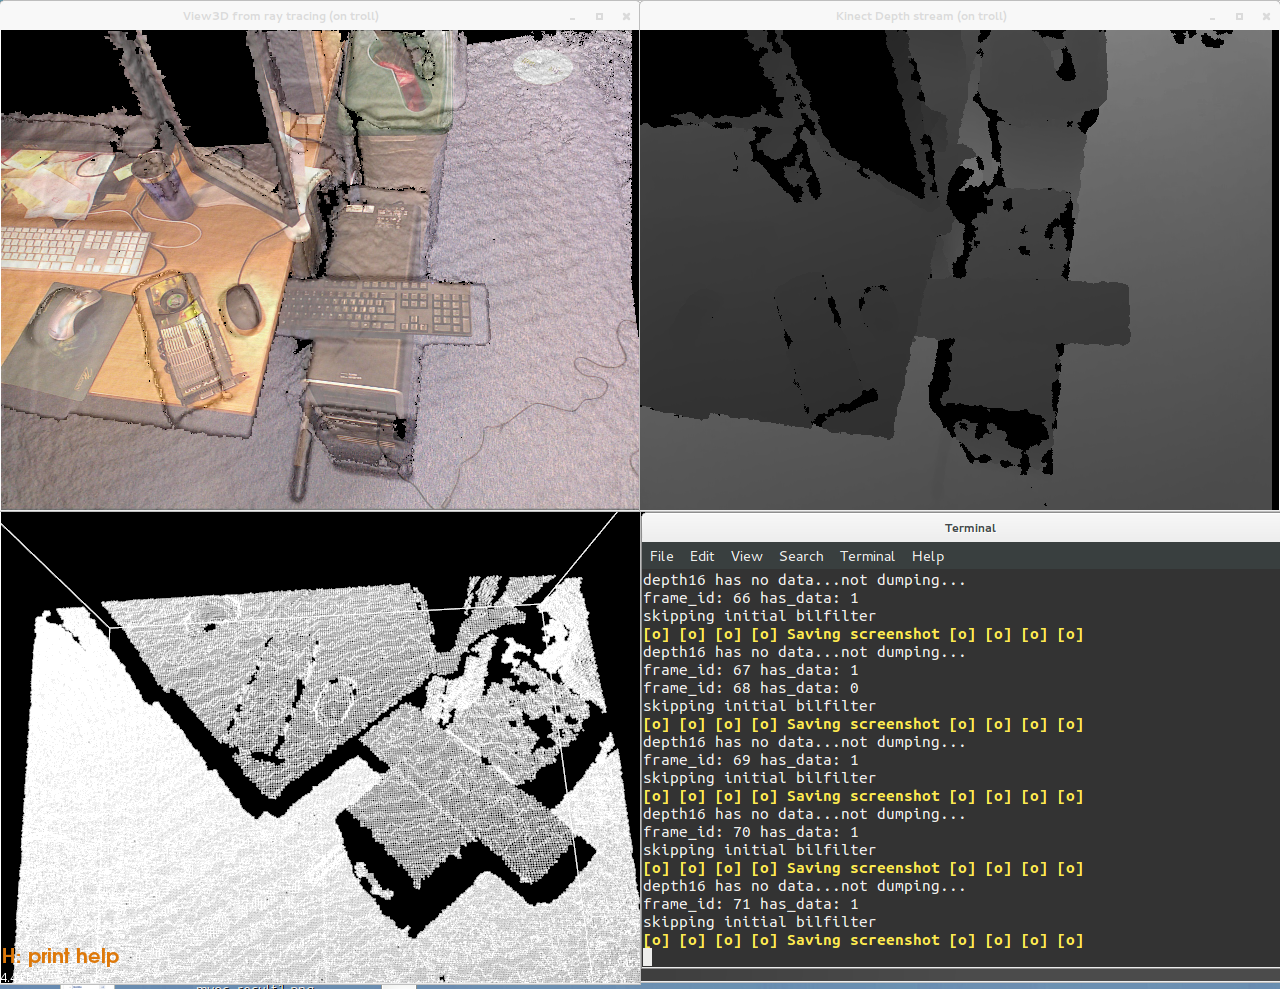 View3D from ray tracing (on troll)
Kinect Depth stream (on troll)
Terminal
File Edit View Search Terminal Help
depth16 has no data...not dumping...
frame_id: 66 has_data: 1
skipping initial bilfilter
[o] [o] [o] [o] Saving screenshot [o] [o] [o] [o]
depth16 has no data...not dumping...
frame_id: 67 has_data: 1
frame_id: 68 has_data: 0
skipping initial bilfilter
[o] [o] [o] [o] Saving screenshot [o] [o] [o] [o]
depth16 has no data...not dumping...
frame_id: 69 has_data: 1
skipping initial bilfilter
[o] [o] [o] [o] Saving screenshot [o] [o] [o] [o]
depth16 has no data...not dumping...
frame_id: 70 has_data: 1
skipping initial bilfilter
[o] [o] [o] [o] Saving screenshot [o] [o] [o] [o]
depth16 has no data...not dumping...
frame_id: 71 has_data: 1
skipping initial bilfilter
[o] [o] [o] [o] Saving screenshot [o] [o] [o] [o]
H: print help